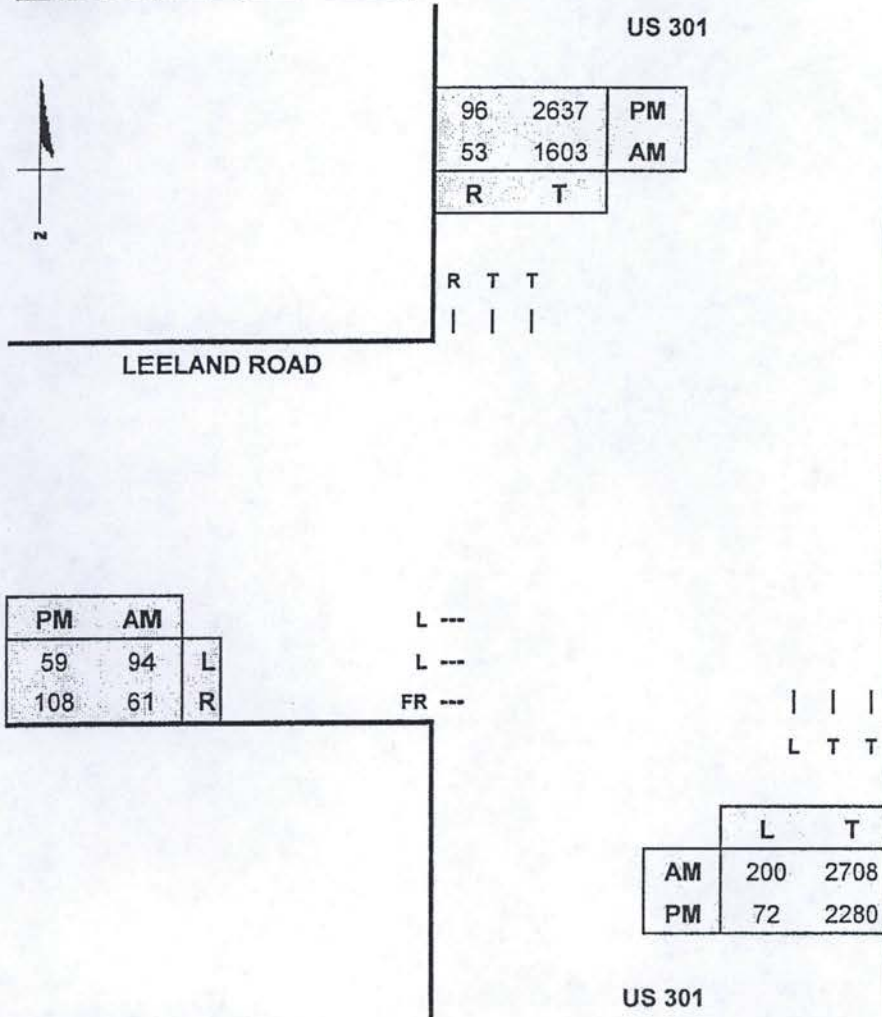 US 301
96 2637 PM
53 1603 AM
R T
R T T
LEELAND ROAD
PM AM
59 94 L
108 61 R
L ---
L ---
FR ---
L T T
L T
AM 200 2708
PM 72 2280
US 301
N